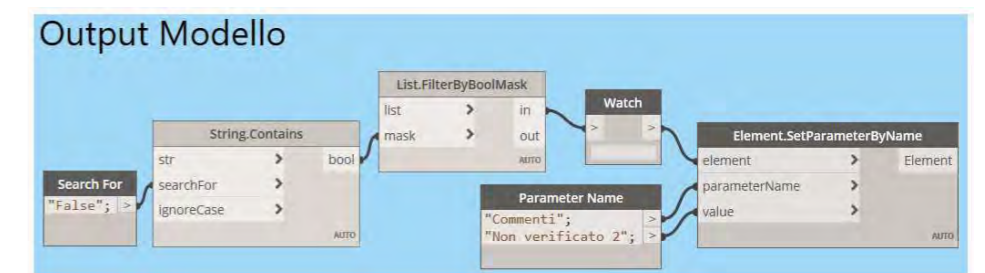 Output Modello
Search For
"False"; >
String.Contains
str > bool
searchFor >
ignoreCase >
AUTO
List.FilterByBoolMask
list > in
mask > out
AUTO
Watch
> >
Parameter Name
"Commenti"; >
"Non verificato 2"; >
Element.SetParameterByName
element > Element
parameterName >
value >
AUTO